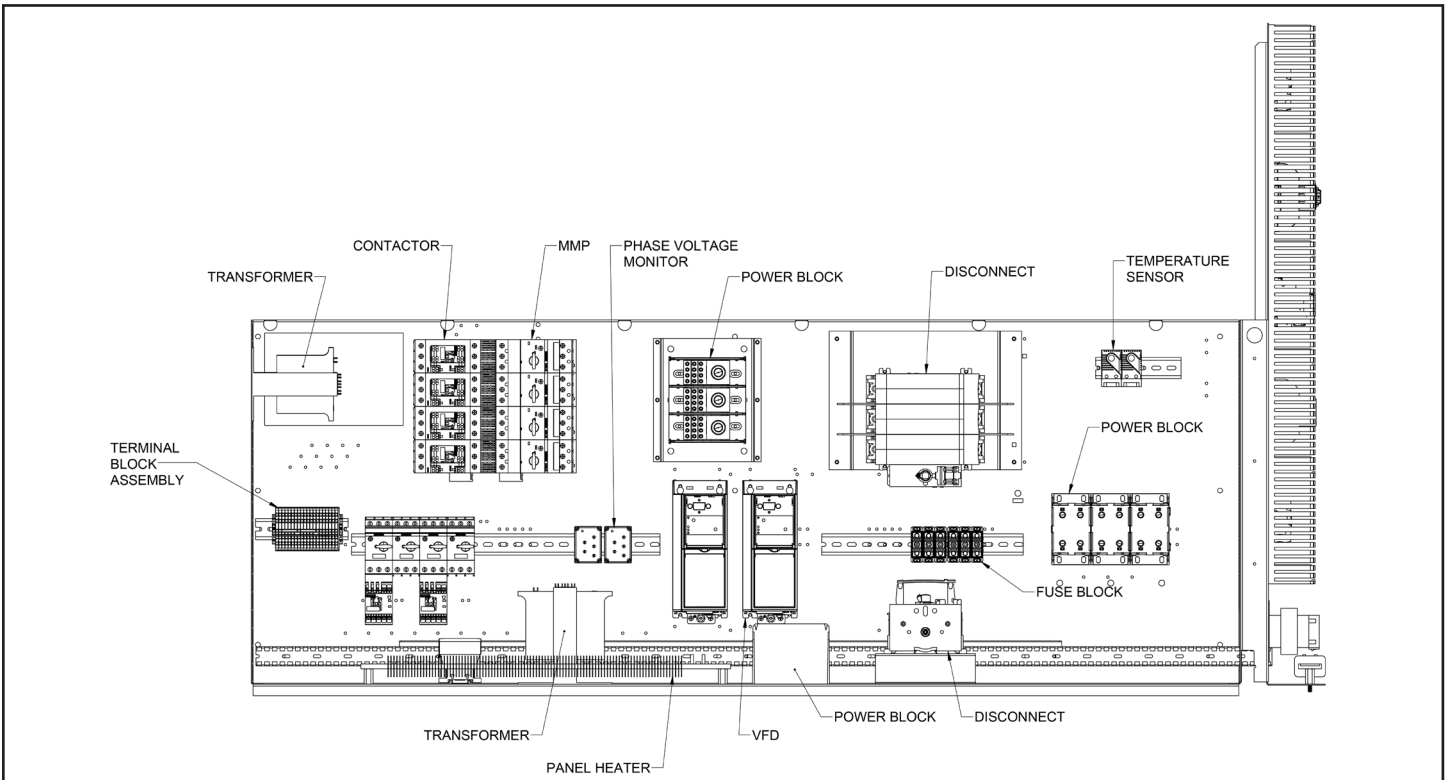 CONTACTOR
MMP
PHASE VOLTAGE
MONITOR
TRANSFORMER
POWER BLOCK
DISCONNECT
TEMPERATURE
SENSOR
TERMINAL
BLOCK
ASSEMBLY
POWER BLOCK
FUSE BLOCK
TRANSFORMER
VFD
POWER BLOCK
DISCONNECT
PANEL HEATER